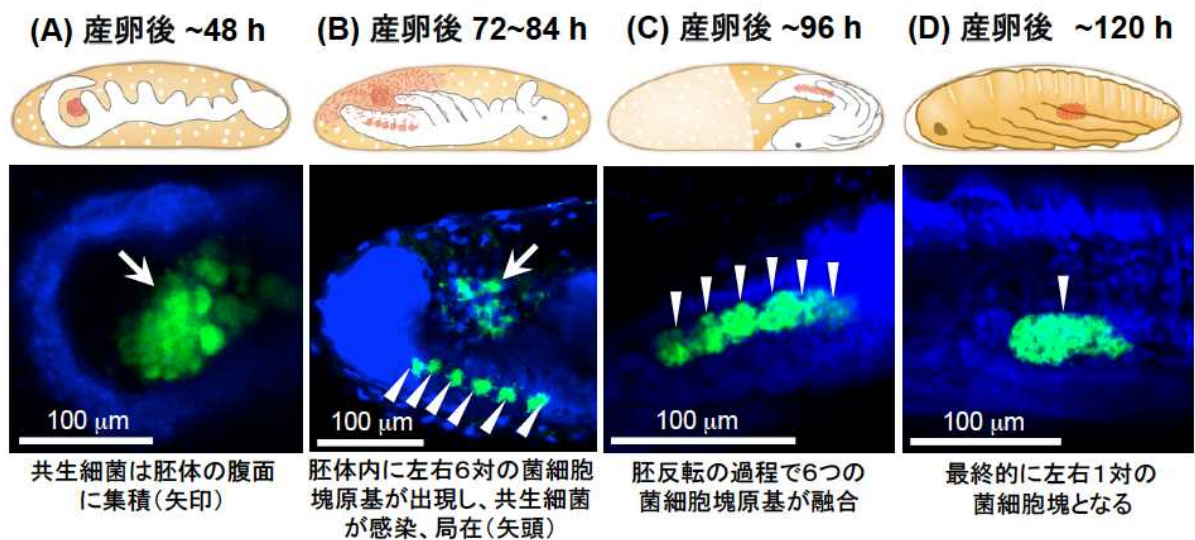 (A) 産卵後 ~48 h
(B) 産卵後 72~84 h
(C) 産卵後 ~96 h
(D) 産卵後 ~120 h
100 μm
100 μm
100 μm
100 μm
共生細菌は胚体の腹面
に集積(矢印)
胚体内に左右6対の菌細胞
塊原基が出現し、共生細菌
が感染、局在(矢頭)
胚反転の過程で6つの
菌細胞塊原基が融合
最終的に左右1対の
菌細胞塊となる